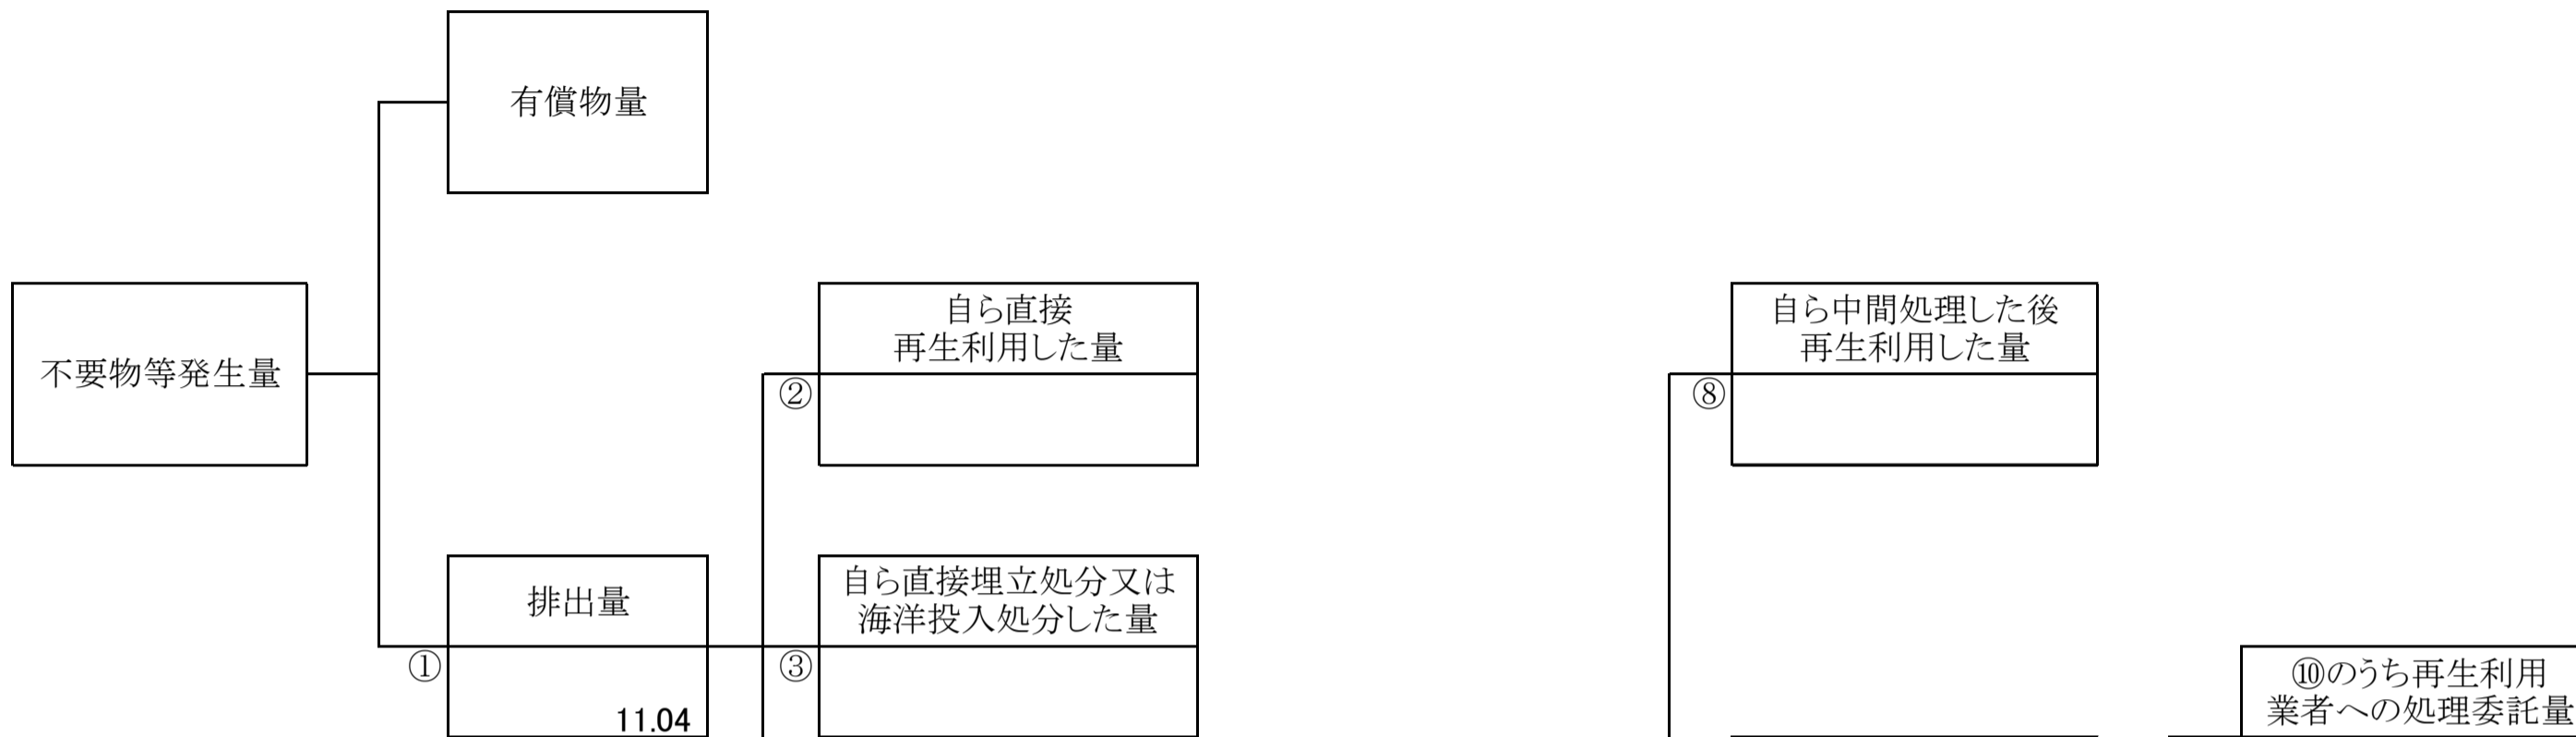 有償物量
不要物等発生量
自ら直接
再生利用した量
②
自ら中間処理した後
再生利用した量
⑧
排出量
①
11.04
自ら直接埋立処分又は
海洋投入処分した量
③
⑩のうち再生利用
業者への処理委託量